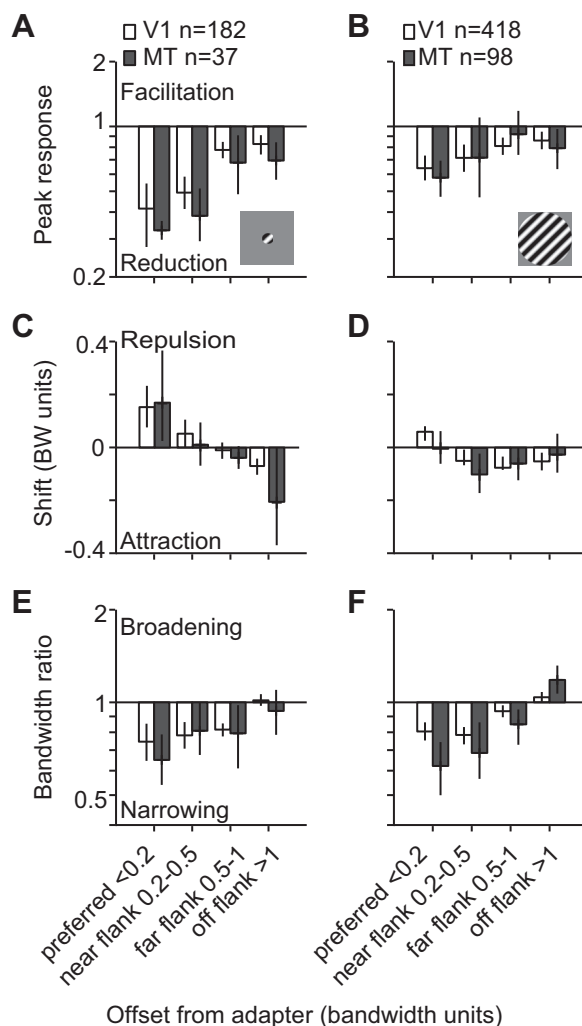 A
V1 n=182
MT n=37
B
V1 n=418
MT n=98
Peak response
2
1
0.2
Facilitation
Reduction
C
D
Shift (BW units)
0.4
0
-0.4
Repulsion
Attraction
E
F
Bandwidth ratio
2
1
0.5
Broadening
Narrowing
preferred <0.2
near flank 0.2-0.5
far flank 0.5-1
off flank >1
preferred <0.2
near flank 0.2-0.5
far flank 0.5-1
off flank >1
Offset from adapter (bandwidth units)